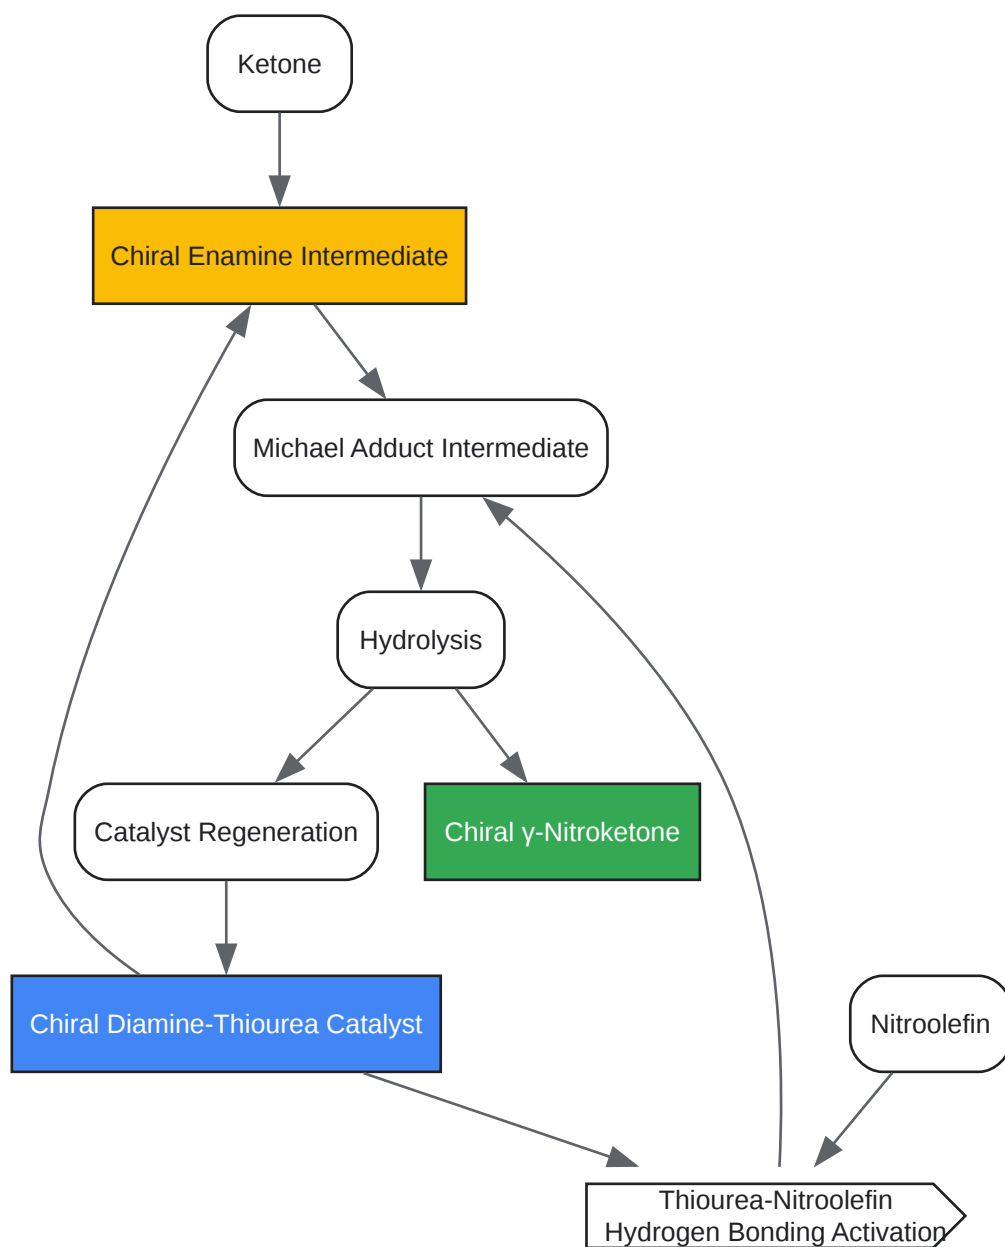 Ketone
Chiral Enamine Intermediate
Michael Adduct Intermediate
Hydrolysis
Catalyst Regeneration
Chiral γ-Nitroketone
Chiral Diamine-Thiourea Catalyst
Nitroolefin
Thiourea-Nitroolefin
Hydrogen Bonding Activation